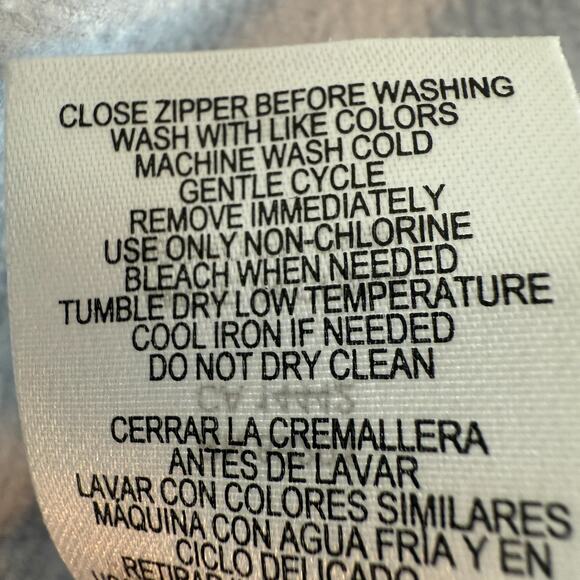 CLOSE ZIPPER BEFORE WASHING
WASH WITH LIKE COLORS
MACHINE WASH COLD
GENTLE CYCLE
REMOVE IMMEDIATELY
USE ONLY NON-CHLORINE
BLEACH WHEN NEEDED
TUMBLE DRY LOW TEMPERATURE
COOL IRON IF NEEDED
DO NOT DRY CLEAN
CERRAR LA CREMALLERA
ANTES DE LAVAR
LAVAR CON COLORES SIMILARES
MAQUINA CON AGUA FRIA Y EN
CICLO DELICADO